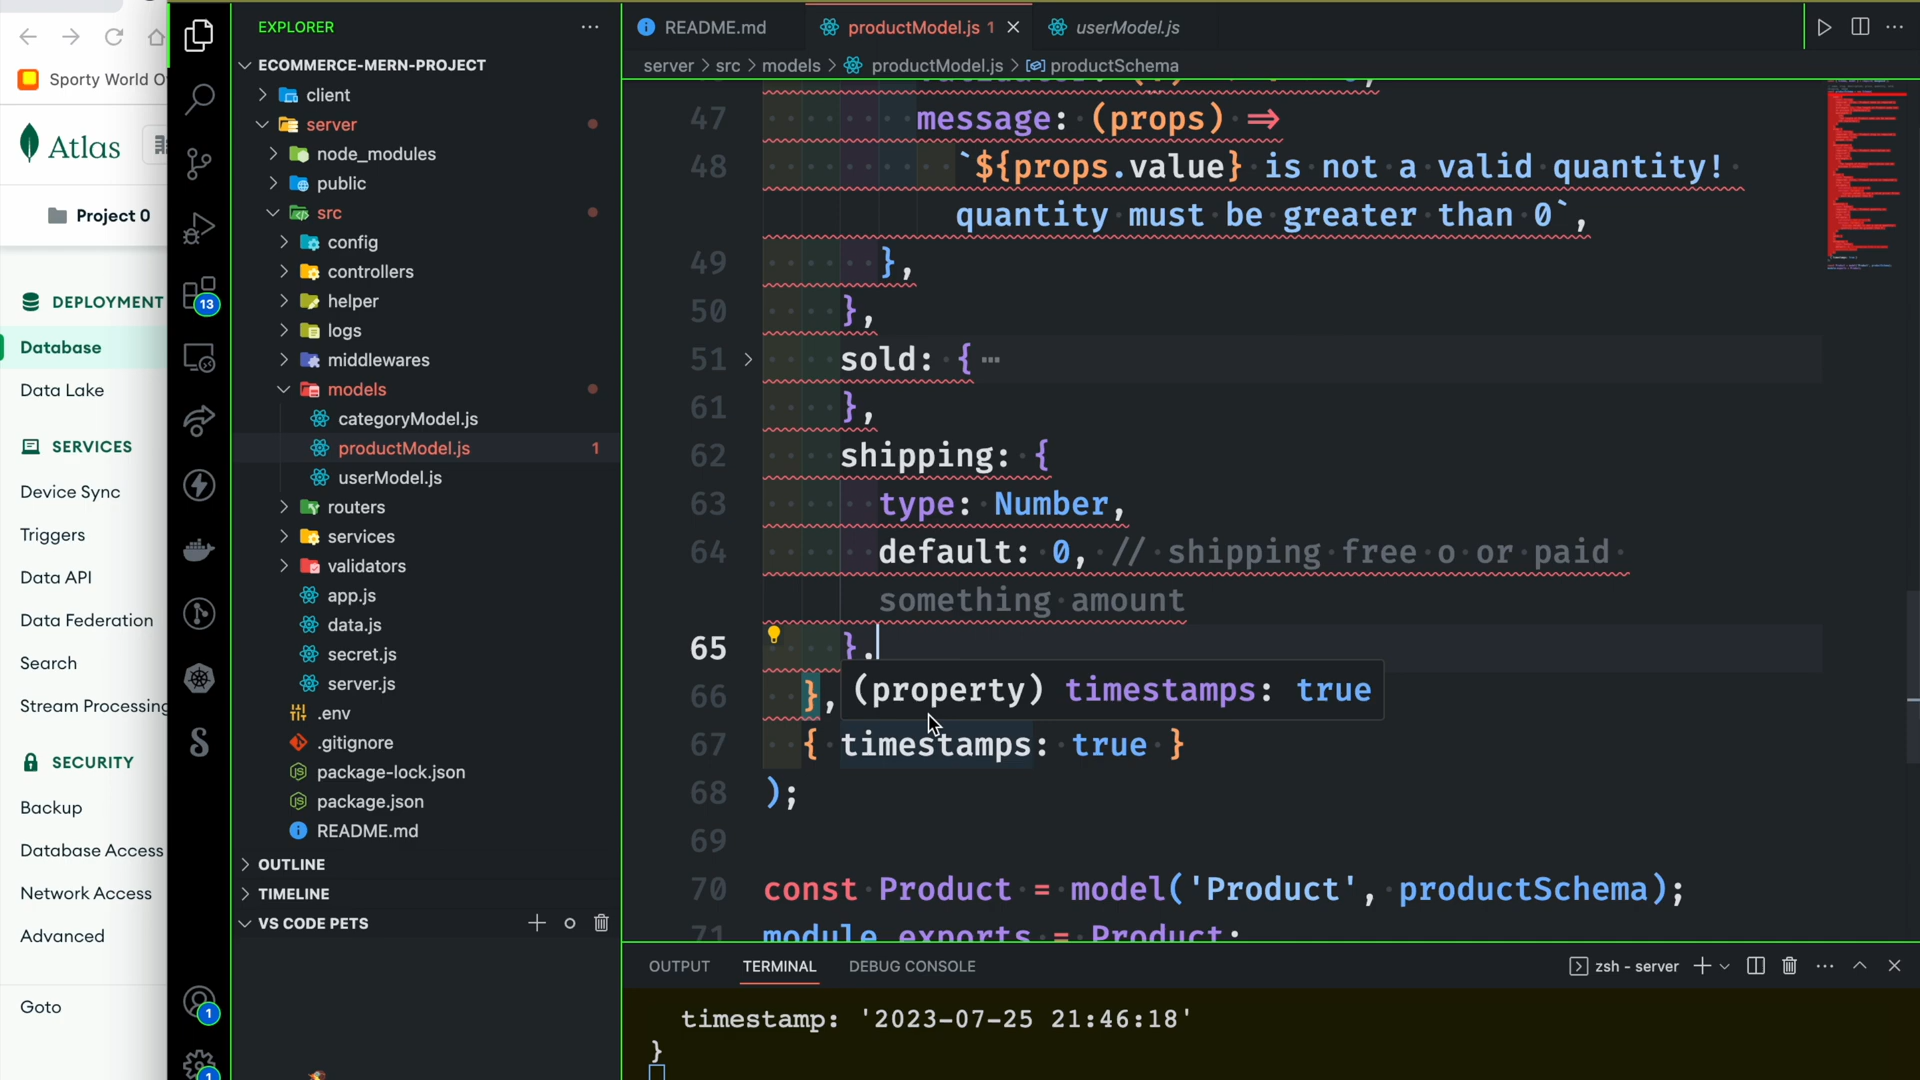 Sporty World O
Atlas
Project 0
DEPLOYMENT
Database
Data Lake
SERVICES
Device Sync
Triggers
Data API
Data Federation
Search
Stream Processing
SECURITY
Backup
Database Access
Network Access
Advanced
Goto
13
1
1
EXPLORER
ECOMMERCE-MERN-PROJECT
client
server
node_modules
public
src
config
controllers
helper
logs
middlewares
models
categoryModel.js
productModel.js 1
userModel.js
routers
services
validators
app.js
data.js
secret.js
server.js
.env
.gitignore
package-lock.json
package.json
README.md
OUTLINE
TIMELINE
VS CODE PETS
README.md
productModel.js 1
userModel.js
server > src > models > productModel.js > productSchema
47 message: (props) =>
48 `${props.value} is not a valid quantity!
quantity must be greater than 0`,
49 },
50 },
51 sold: {
61 },
62 shipping: {
63 type: Number,
64 default: 0, // shipping free o or paid
something amount
65 },
66 },
(property) timestamps: true
67 { timestamps: true }
68 );
69
70 const Product = model('Product', productSchema);
71 module.exports = Product;
OUTPUT
TERMINAL
DEBUG CONSOLE
zsh - server
timestamp: '2023-07-25 21:46:18'
}